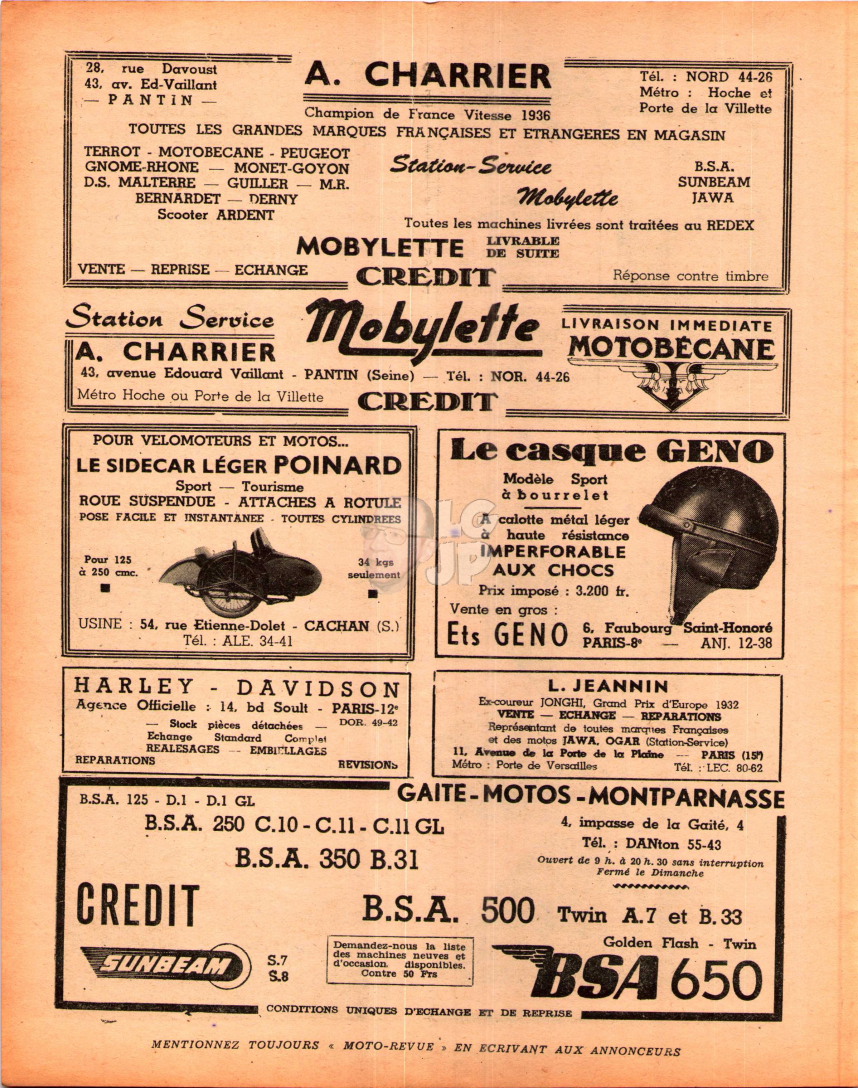 28, rue Davoust
43, av. Ed-Vaillant
— PANTIN —
A. CHARRIER
Champion de France Vitesse 1936
Tél. : NORD 44-26
Métro : Hoche et
Porte de la Villette
TOUTES LES GRANDES MARQUES FRANÇAISES ET ETRANGERES EN MAGASIN
TERROT - MOTOBECANE - PEUGEOT
GNOME-RHONE — MONET-GOYON
D.S. MALTERRE — GUILLER — M.R.
BERNARDET — DERNY
Scooter ARDENT
Station-Service
Mobylette
B.S.A.
SUNBEAM
JAWA
Toutes les machines livrées sont traitées au REDEX
MOBYLETTE LIVRABLE
DE SUITE
VENTE — REPRISE — ECHANGE
CREDIT
Réponse contre timbre
Station Service
Mobylette
LIVRAISON IMMEDIATE
MOTOBÉCANE
A. CHARRIER
43, avenue Edouard Vaillant - PANTIN (Seine) — Tél. : NOR. 44-26
Métro Hoche ou Porte de la Villette
CREDIT
POUR VELOMOTEURS ET MOTOS...
LE SIDECAR LÉGER POINARD
Sport — Tourisme
ROUE SUSPENDUE - ATTACHES A ROTULE
POSE FACILE ET INSTANTANEE - TOUTES CYLINDREES
Pour 125
à 250 cmc.
34 kgs
seulement
USINE : 54, rue Etienne-Dolet - CACHAN (S.)
Tél. : ALE. 34-41
Le casque GENO
Modèle Sport
à bourrelet
A calotte métal léger
à haute résistance
IMPERFORABLE
AUX CHOCS
Prix imposé : 3.200 fr.
Vente en gros :
Ets GENO 6, Faubourg Saint-Honoré
PARIS-8e — ANJ. 12-38
LG
JP
HARLEY - DAVIDSON
Agence Officielle : 14, bd Soult - PARIS-12e
— Stock pièces détachées — DOR. 49-42
Echange Standard Complet
REALESAGES — EMBIELLAGES
REPARATIONS REVISIONS
L. JEANNIN
Ex-coureur JONGHI, Grand Prix d'Europe 1932
VENTE — ECHANGE — REPARATIONS
Représentant de toutes marques Françaises
et des motos JAWA, OGAR (Station-Service)
11, Avenue de la Porte de la Plaine — PARIS (15e)
Métro : Porte de Versailles Tél. : LEC. 80-62
GAITE-MOTOS-MONTPARNASSE
B.S.A. 125 - D.1 - D.1 GL
B.S.A. 250 C.10 - C.11 - C.11 GL
B.S.A. 350 B.31
4, impasse de la Gaité, 4
Tél. : DANton 55-43
Ouvert de 9 h. à 20 h. 30 sans interruption
Fermé le Dimanche
CREDIT
B.S.A. 500 Twin A.7 et B.33
Golden Flash - Twin
BSA 650
SUNBEAM
S.7
S.8
Demandez-nous la liste
des machines neuves et
d'occasion disponibles.
Contre 50 Frs
CONDITIONS UNIQUES D'ECHANGE ET DE REPRISE
MENTIONNEZ TOUJOURS « MOTO-REVUE » EN ECRIVANT AUX ANNONCEURS